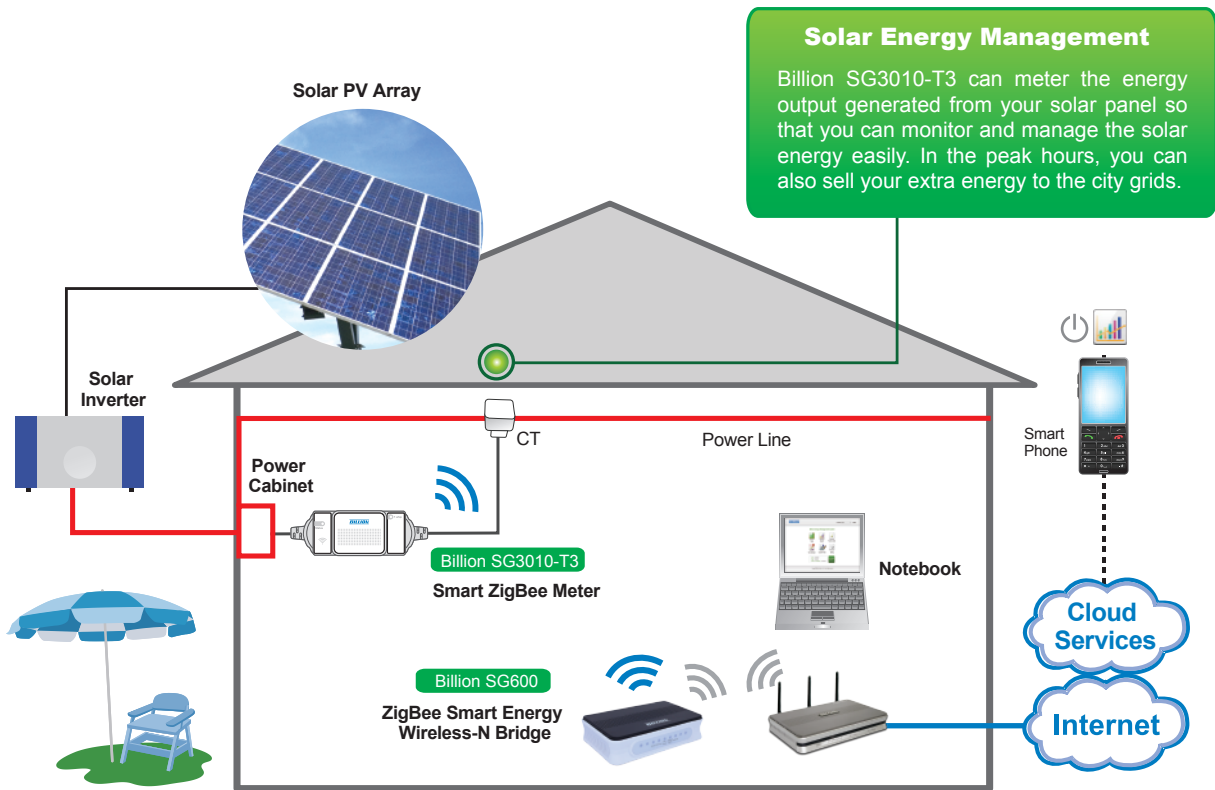 Solar Energy Management
Billion SG3010-T3 can meter the energy
output generated from your solar panel so
that you can monitor and manage the solar
energy easily. In the peak hours, you can
also sell your extra energy to the city grids.
Solar PV Array
Solar
Inverter
Power
Cabinet
CT
Power Line
Smart
Phone
BILLION
Billion SG3010-T3
Smart ZigBee Meter
Notebook
Cloud
Services
Billion SG600
ZigBee Smart Energy
Wireless-N Bridge
Internet